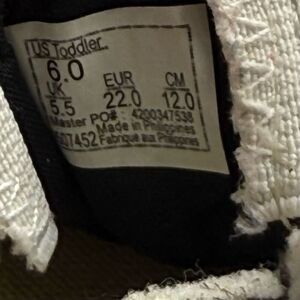 US Toddler
6.0
UK EUR CM
5.5 22.0 12.0
Master PO# : 4200347538
Made in Philippines
Fabriqué aux Philippines